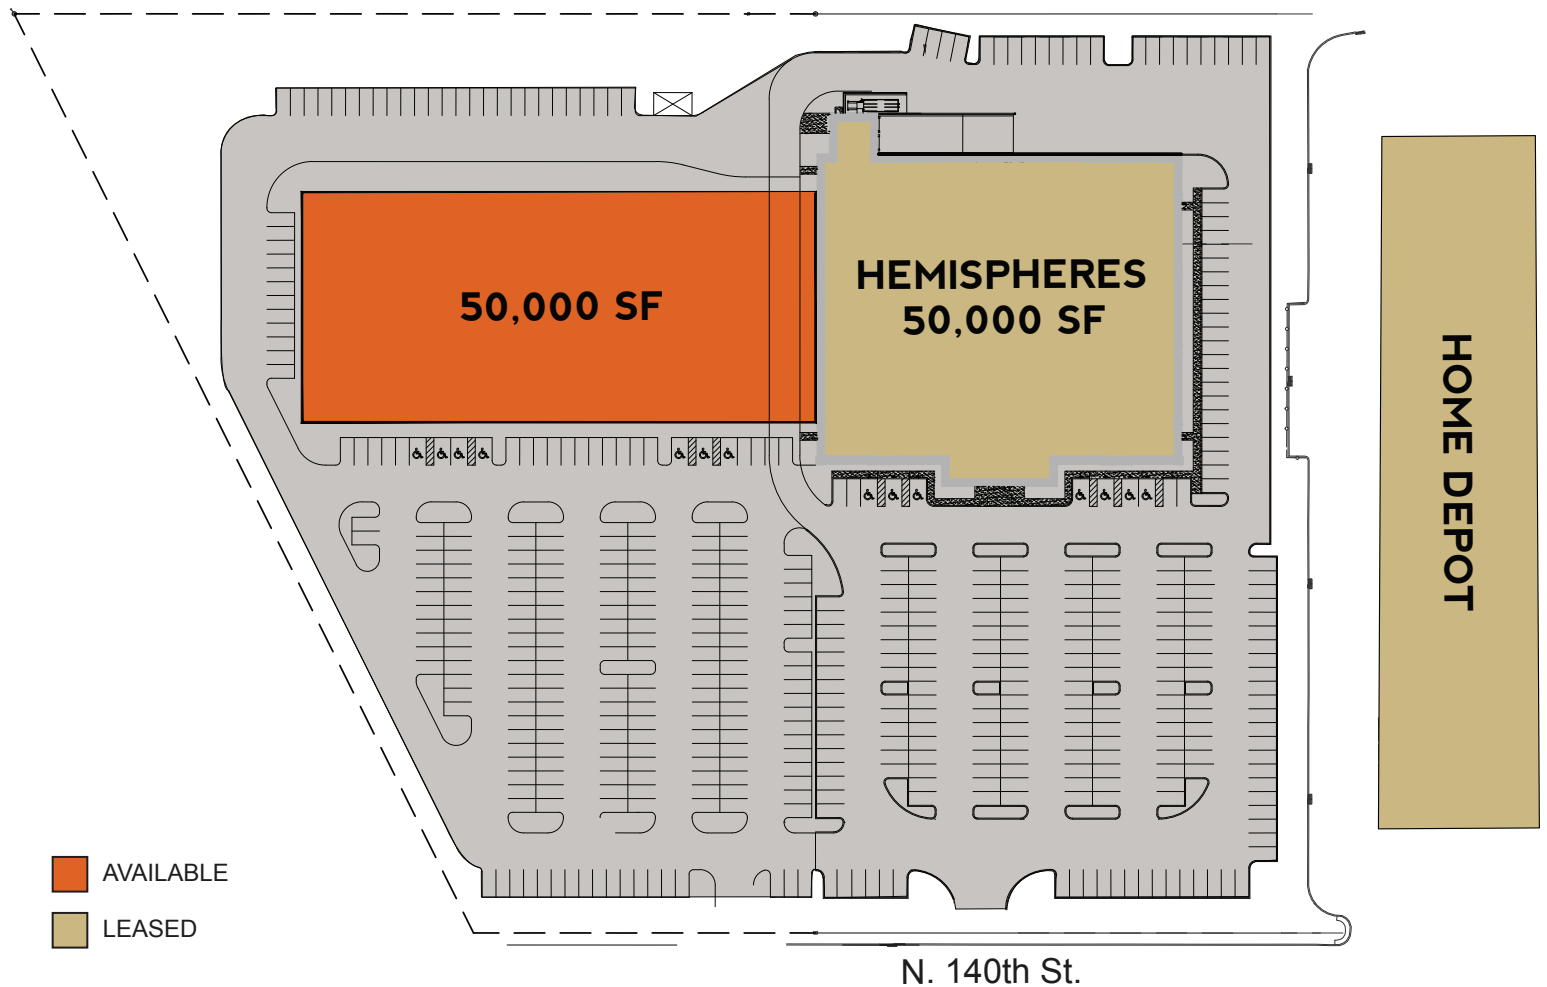 50,000 SF
HEMISPHERES
50,000 SF
HOME DEPOT
AVAILABLE
LEASED
N. 140th St.